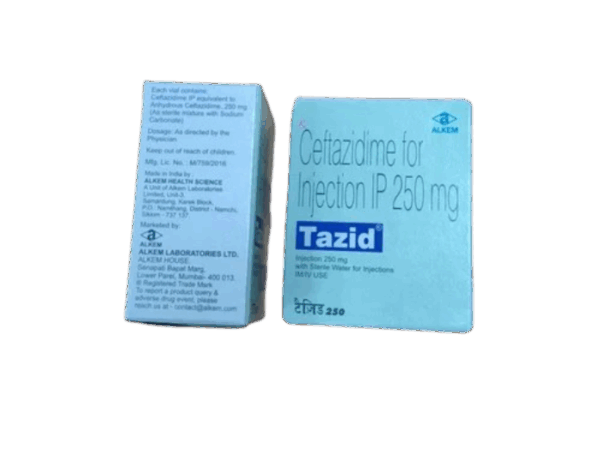 Each vial contains:
Ceftazidime IP equivalent to
Anhydrous Ceftazidime, 250 mg
(As sterile mixture with Sodium
Carbonate)
Dosage: As directed by the
Physician
Keep out of reach of children.
Mfg. Lic. No. : M/759/2016
Made in India by :
ALKEM HEALTH SCIENCE
A Unit of Alkem Laboratories
Limited, Unit-3,
Samardung, Karek Block,
P.O.: Namthang, District - Namchi,
Sikkim - 737 137.
Marketed by
ALKEM
ALKEM LABORATORIES LTD.
ALKEM HOUSE,
Senapati Bapat Marg,
Lower Parel, Mumbai- 400 013.
Registered Trade Mark
To report a product query &
adverse drug event, please
reach us at - contact@alkem.com
a
ALKEM
Ceftazidime for
Injection IP 250 mg
Tazid®
Injection 250 mg
with Sterile Water for Injections
IM/IV USE
टैज़िड 250